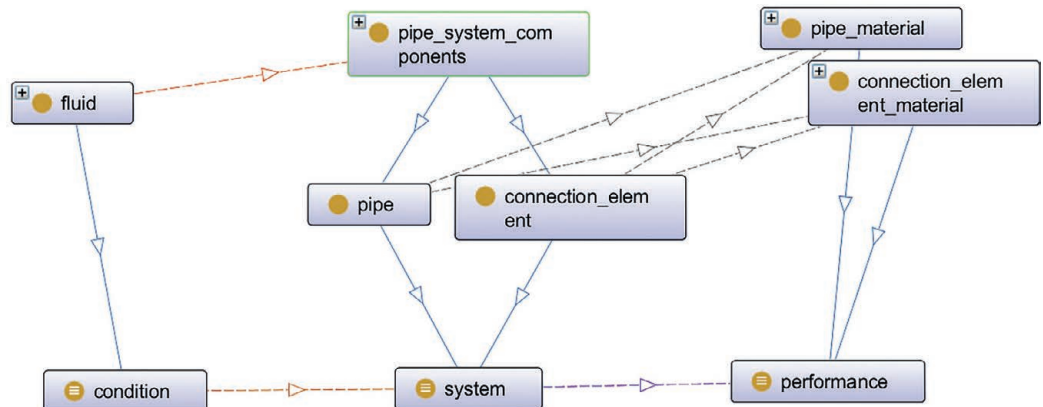 pipe_system_com
ponents
pipe_material
fluid
connection_elem
ent_material
pipe
connection_elem
ent
condition
system
performance